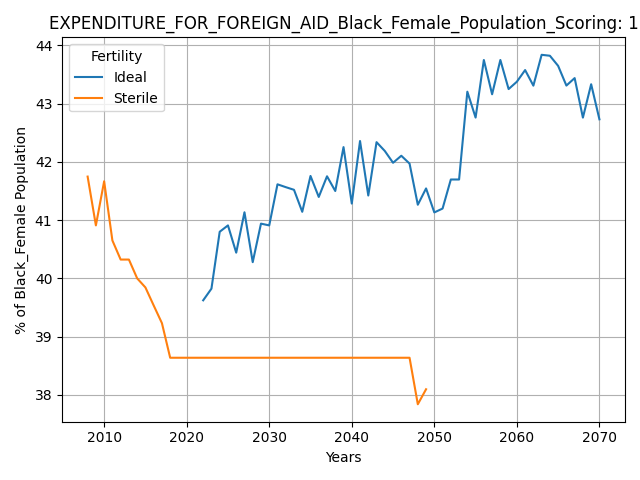 EXPENDITURE_FOR_FOREIGN_AID_Black_Female_Population_Scoring: 1
44
43
42
41
40
39
38
% of Black_Female Population
Fertility
Ideal
Sterile
2010 2020 2030 2040 2050 2060 2070
Years